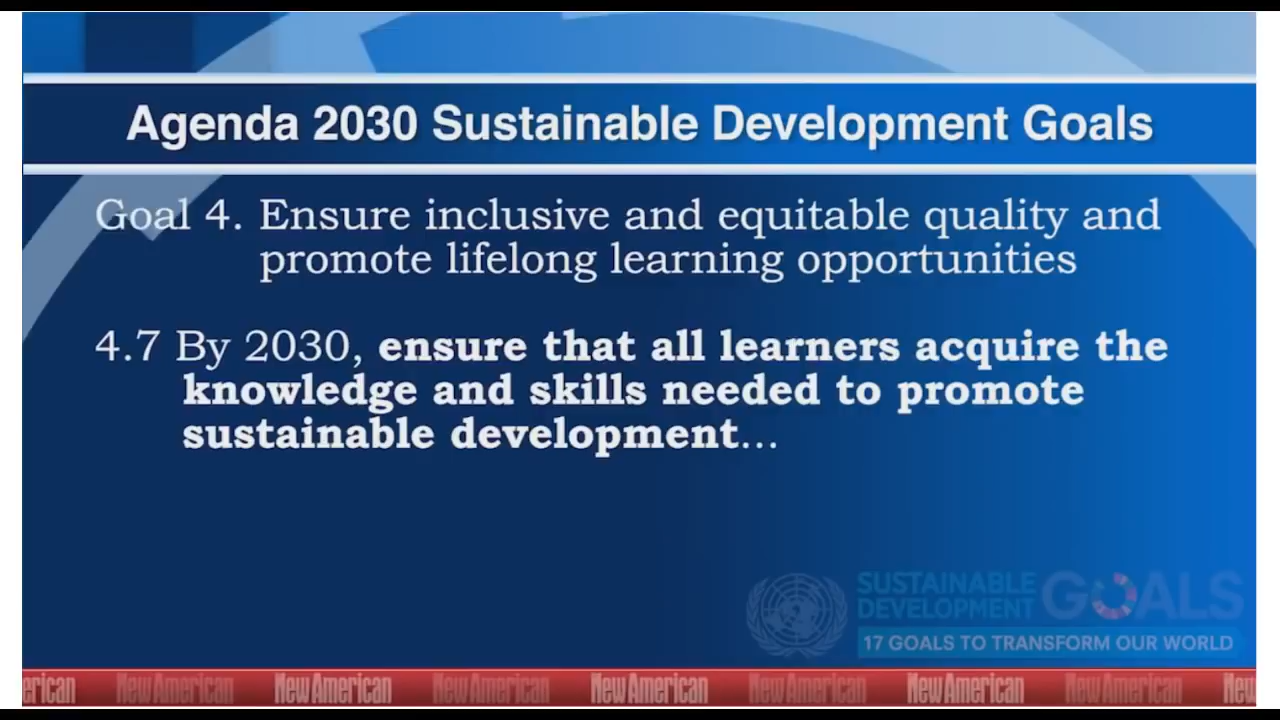 Agenda 2030 Sustainable Development Goals
Goal 4. Ensure inclusive and equitable quality and
promote lifelong learning opportunities
4.7 By 2030, ensure that all learners acquire the
knowledge and skills needed to promote
sustainable development...
SUSTAINABLE
DEVELOPMENT GOALS
17 GOALS TO TRANSFORM OUR WORLD
erican New American New American New American New American New American New American New American New